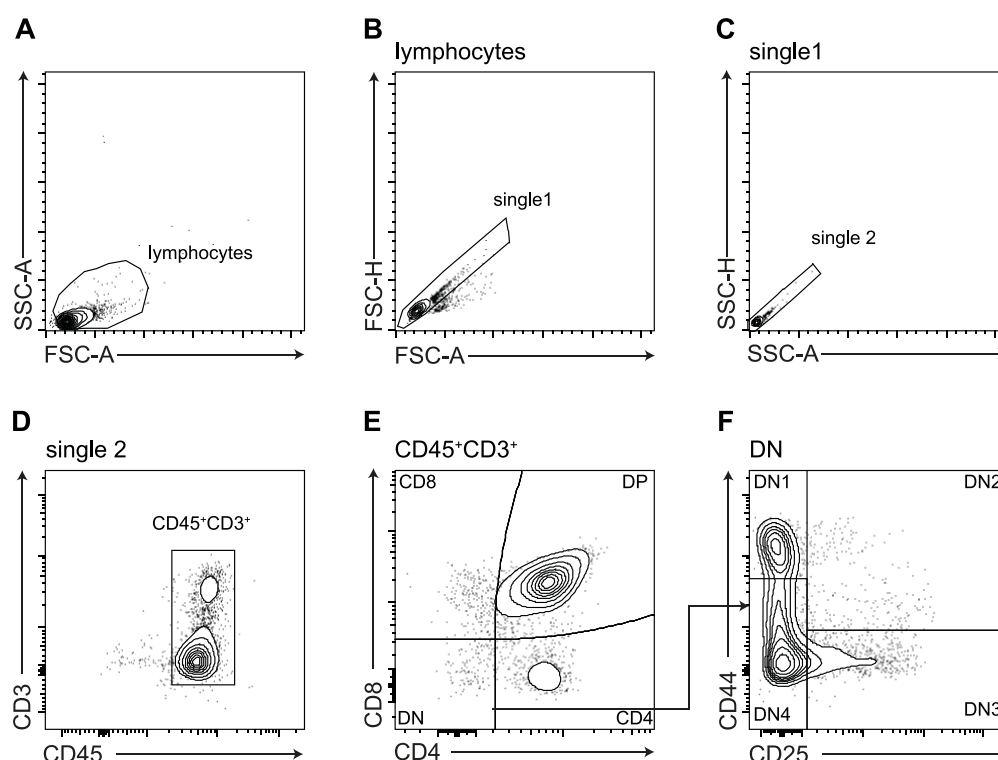 A
SSC-A
FSC-A
lymphocytes
B
lymphocytes
FSC-H
FSC-A
single1
C
single1
SSC-H
SSC-A
single 2
D
single 2
CD3
CD45
CD45⁺CD3⁺
E
CD45⁺CD3⁺
CD8
DP
DN
CD4
CD8
CD4
F
DN
DN1
DN2
DN4
DN3
CD44
CD25